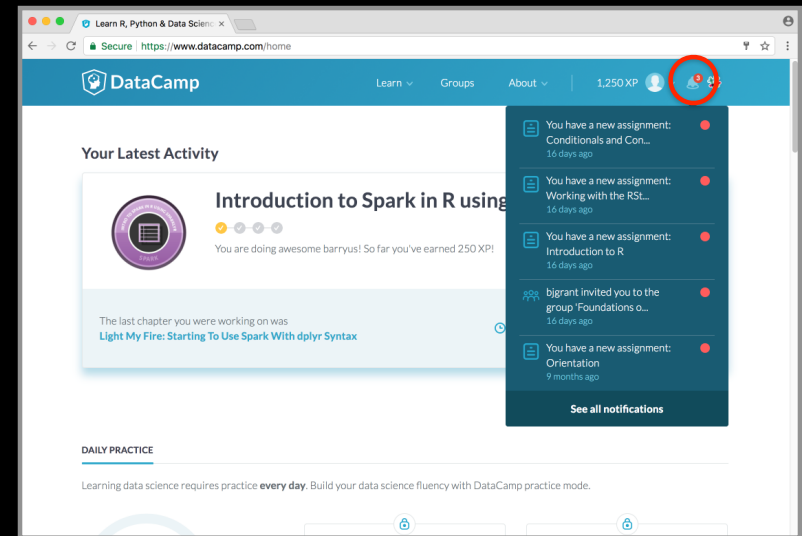 Learn R, Python & Data Scien
Secure https://www.datacamp.com/home
DataCamp Learn Groups About 1,250 XP 3
Your Latest Activity
Introduction to Spark in R using
You are doing awesome barryus! So far you've earned 250 XP!
SPARK
The last chapter you were working on was
Light My Fire: Starting To Use Spark With dplyr Syntax
You have a new assignment:
Conditionals and Con...
16 days ago
You have a new assignment:
Working with the RSt...
16 days ago
You have a new assignment:
Introduction to R
16 days ago
bjgrant invited you to the
group 'Foundations o...
16 days ago
You have a new assignment:
Orientation
9 months ago
See all notifications
DAILY PRACTICE
Learning data science requires practice every day. Build your data science fluency with DataCamp practice mode.